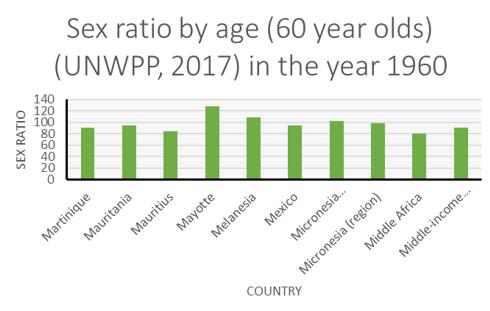 Sex ratio by age (60 year olds)
(UNWPP, 2017) in the year 1960
SEX RATIO
140
120
100
80
60
40
20
0
Martinique
Mauritania
Mauritius
Mayotte
Melanesia
Mexico
Micronesia...
Micronesia (region)
Middle Africa
Middle-income...
COUNTRY